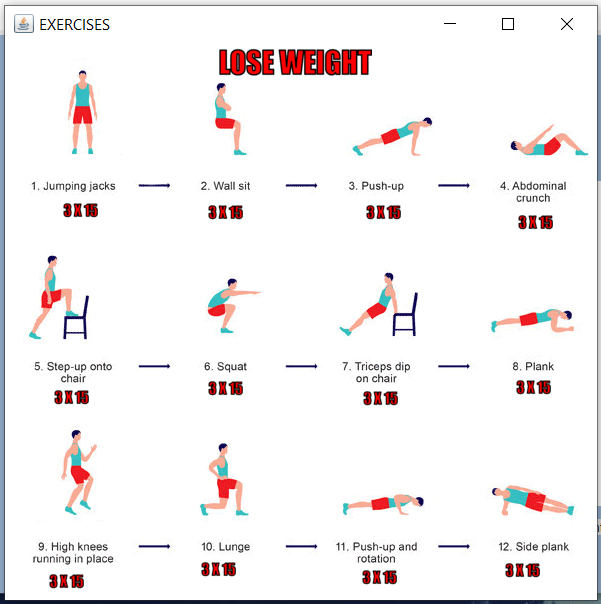 EXERCISES
LOSE WEIGHT
1. Jumping jacks
3 X 15
2. Wall sit
3 X 15
3. Push-up
3 X 15
4. Abdominal
crunch
3 X 15
5. Step-up onto
chair
3 X 15
6. Squat
3 X 15
7. Triceps dip
on chair
3 X 15
8. Plank
3 X 15
9. High knees
running in place
3 X 15
10. Lunge
3 X 15
11. Push-up and
rotation
3 X 15
12. Side plank
3 X 15